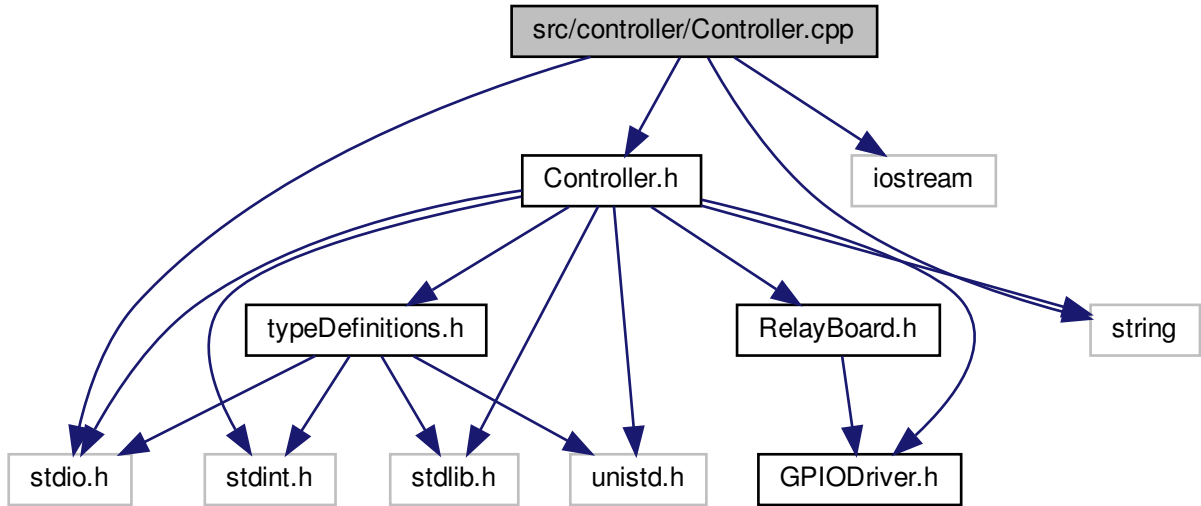 src/controller/Controller.cpp
Controller.h
iostream
typeDefinitions.h
RelayBoard.h
string
stdio.h
stdint.h
stdlib.h
unistd.h
GPIODriver.h